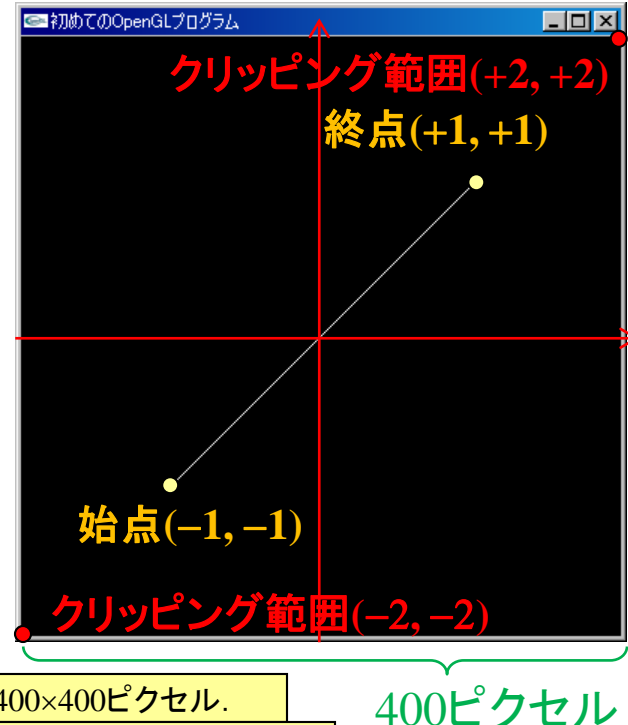 初めてのOpenGLプログラム
クリッピング範囲(+2, +2)
終点(+1, +1)
始点(−1, −1)
クリッピング範囲(−2, −2)
400×400ピクセル.
400ピクセル